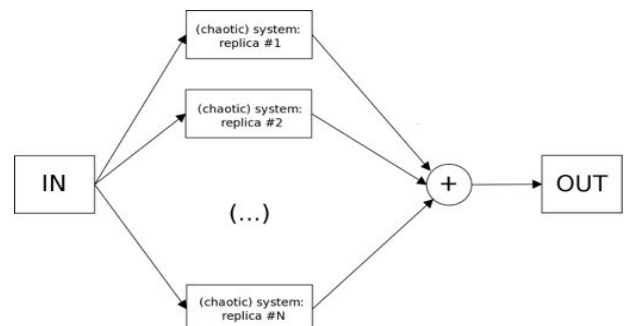 (chaotic) system:
replica #1
(chaotic) system:
replica #2
IN
+
OUT
(...)
(chaotic) system:
replica #N